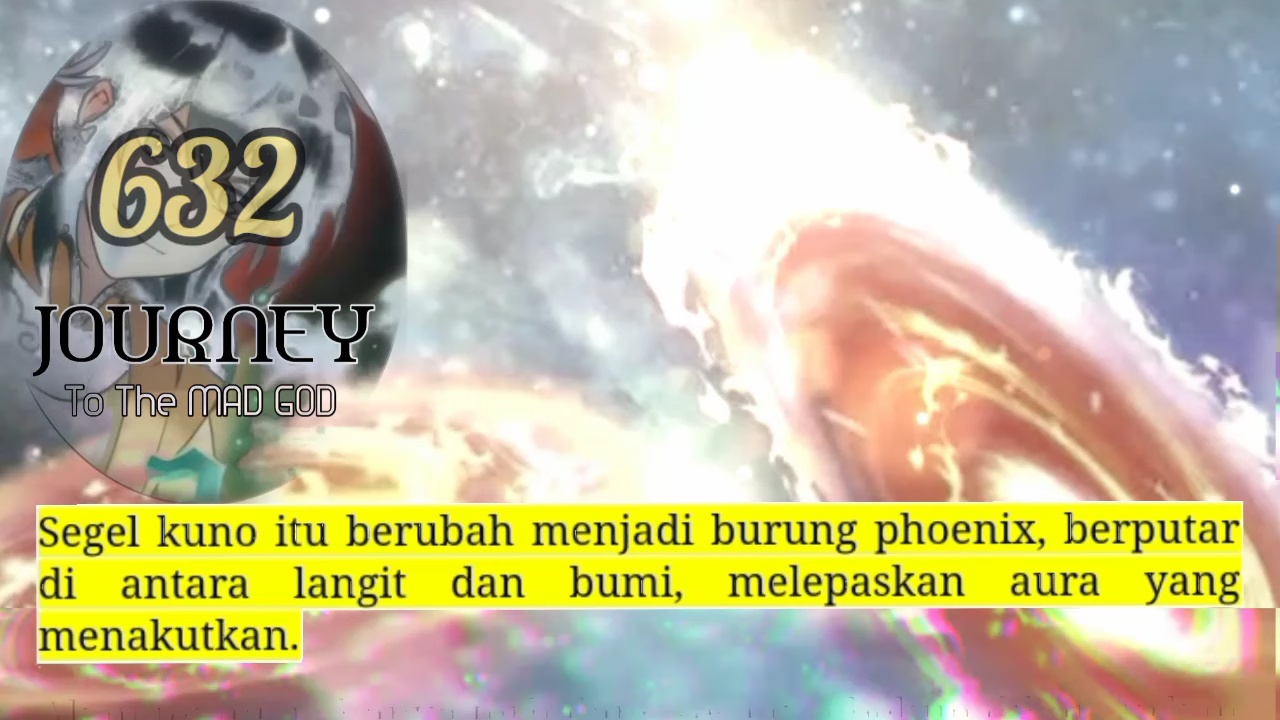 632
JOURNEY
To The MAD GOD
Segel kuno itu berubah menjadi burung phoenix, berputar
di antara langit dan bumi, melepaskan aura yang
menakutkan.